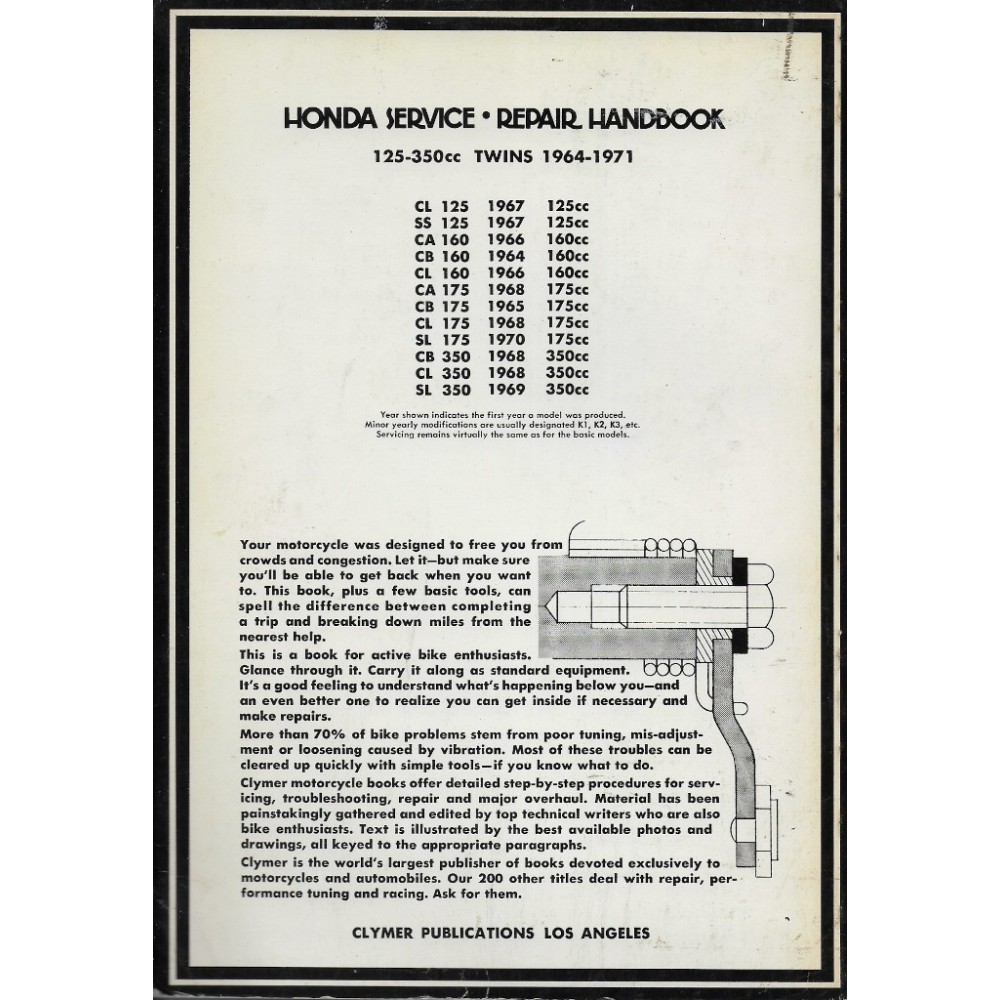 HONDA SERVICE • REPAIR HANDBOOK
125-350cc TWINS 1964-1971
CL 125 1967 125cc
SS 125 1967 125cc
CA 160 1966 160cc
CB 160 1964 160cc
CL 160 1966 160cc
CA 175 1968 175cc
CB 175 1965 175cc
CL 175 1968 175cc
SL 175 1970 175cc
CB 350 1968 350cc
CL 350 1968 350cc
SL 350 1969 350cc
Year shown indicates the first year a model was produced.
Minor yearly modifications are usually designated K1, K2, K3, etc.
Servicing remains virtually the same as for the basic models.
Your motorcycle was designed to free you from
crowds and congestion. Let it—but make sure
you'll be able to get back when you want
to. This book, plus a few basic tools, can
spell the difference between completing
a trip and breaking down miles from the
nearest help.
This is a book for active bike enthusiasts.
Glance through it. Carry it along as standard equipment.
It's a good feeling to understand what's happening below you—and
an even better one to realize you can get inside if necessary and
make repairs.
More than 70% of bike problems stem from poor tuning, mis-adjust-
ment or loosening caused by vibration. Most of these troubles can be
cleared up quickly with simple tools—if you know what to do.
Clymer motorcycle books offer detailed step-by-step procedures for serv-
icing, troubleshooting, repair and major overhaul. Material has been
painstakingly gathered and edited by top technical writers who are also
bike enthusiasts. Text is illustrated by the best available photos and
drawings, all keyed to the appropriate paragraphs.
Clymer is the world's largest publisher of books devoted exclusively to
motorcycles and automobiles. Our 200 other titles deal with repair, per-
formance tuning and racing. Ask for them.
CLYMER PUBLICATIONS LOS ANGELES